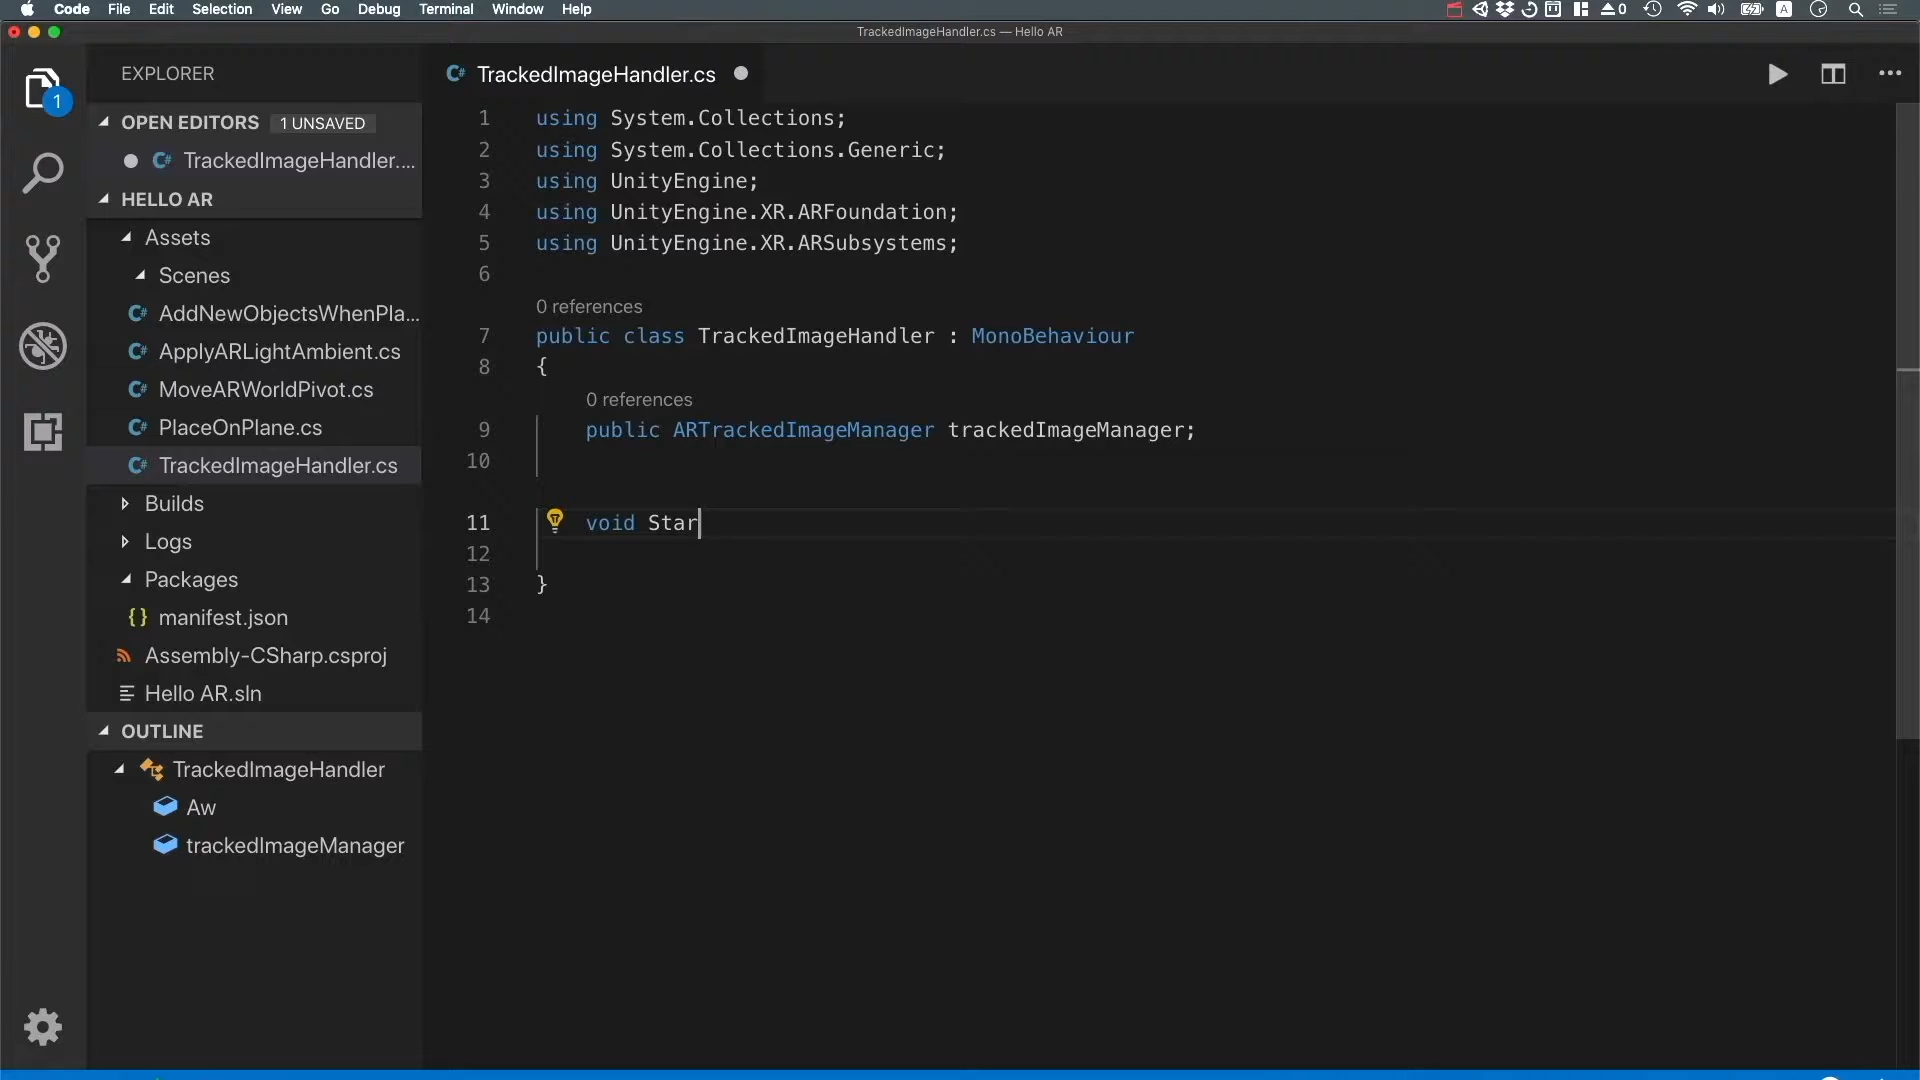 Code File Edit Selection View Go Debug Terminal Window Help
0 A
TrackedImageHandler.cs — Hello AR
EXPLORER
1
OPEN EDITORS 1 UNSAVED
C# TrackedImageHandler....
HELLO AR
Assets
Scenes
C# AddNewObjectsWhenPla...
C# ApplyARLightAmbient.cs
C# MoveARWorldPivot.cs
C# PlaceOnPlane.cs
C# TrackedImageHandler.cs
Builds
Logs
Packages
{} manifest.json
Assembly-CSharp.csproj
Hello AR.sln
OUTLINE
TrackedImageHandler
Aw
trackedImageManager
C# TrackedImageHandler.cs
1 using System.Collections;
2 using System.Collections.Generic;
3 using UnityEngine;
4 using UnityEngine.XR.ARFoundation;
5 using UnityEngine.XR.ARSubsystems;
6
0 references
7 public class TrackedImageHandler : MonoBehaviour
8 {
0 references
9 public ARTrackedImageManager trackedImageManager;
10
11 void Star
12
13 }
14